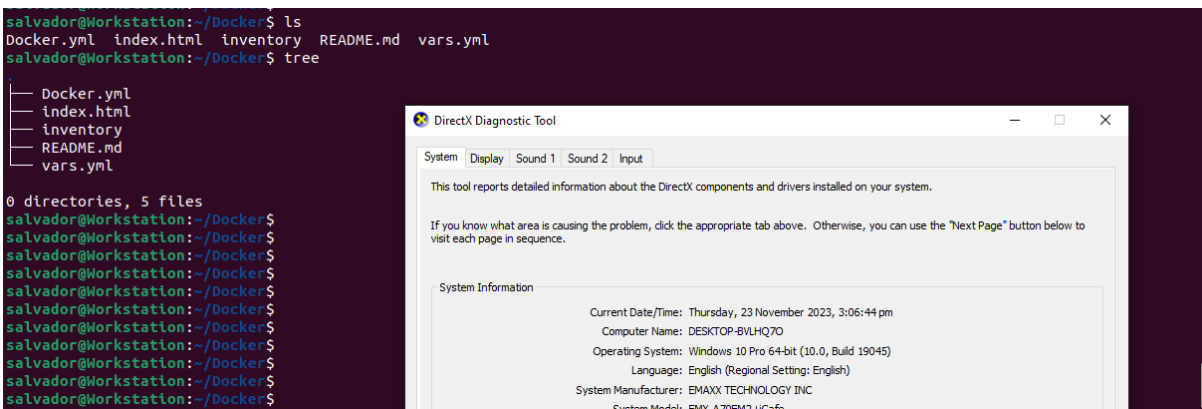 salvador@Workstation:~/Docker$ ls
Docker.yml index.html inventory README.md vars.yml
salvador@Workstation:~/Docker$ tree
.
├── Docker.yml
├── index.html
├── inventory
├── README.md
└── vars.yml
0 directories, 5 files
salvador@Workstation:~/Docker$
salvador@Workstation:~/Docker$
salvador@Workstation:~/Docker$
salvador@Workstation:~/Docker$
salvador@Workstation:~/Docker$
salvador@Workstation:~/Docker$
salvador@Workstation:~/Docker$
salvador@Workstation:~/Docker$
salvador@Workstation:~/Docker$
salvador@Workstation:~/Docker$
salvador@Workstation:~/Docker$
DirectX Diagnostic Tool
System Display Sound 1 Sound 2 Input
This tool reports detailed information about the DirectX components and drivers installed on your system.
If you know what area is causing the problem, click the appropriate tab above. Otherwise, you can use the "Next Page" button below to
visit each page in sequence.
System Information
Current Date/Time: Thursday, 23 November 2023, 3:06:44 pm
Computer Name: DESKTOP-BVLHQ7O
Operating System: Windows 10 Pro 64-bit (10.0, Build 19045)
Language: English (Regional Setting: English)
System Manufacturer: EMAXX TECHNOLOGY INC
System Model: